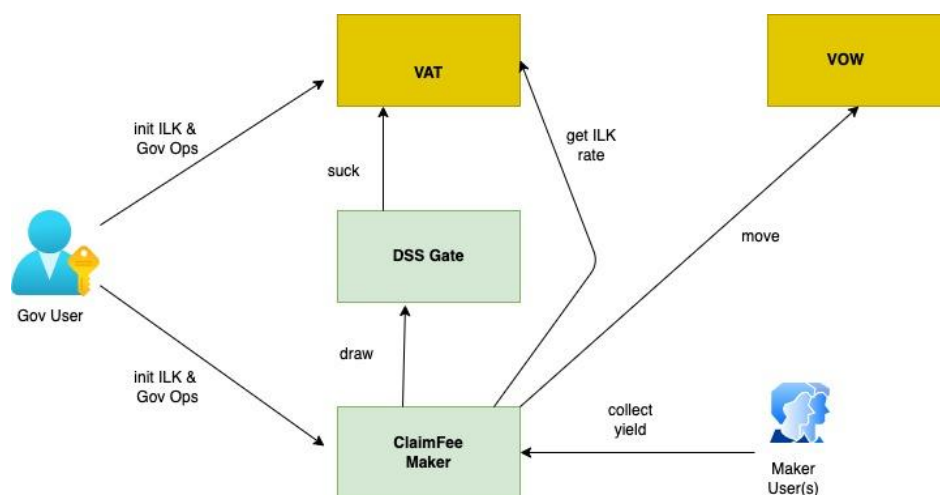 VAT
VOW
init ILK &
Gov Ops
get ILK
rate
suck
move
DSS Gate
Gov User
draw
init ILK &
Gov Ops
ClaimFee
Maker
collect
yield
Maker
User(s)